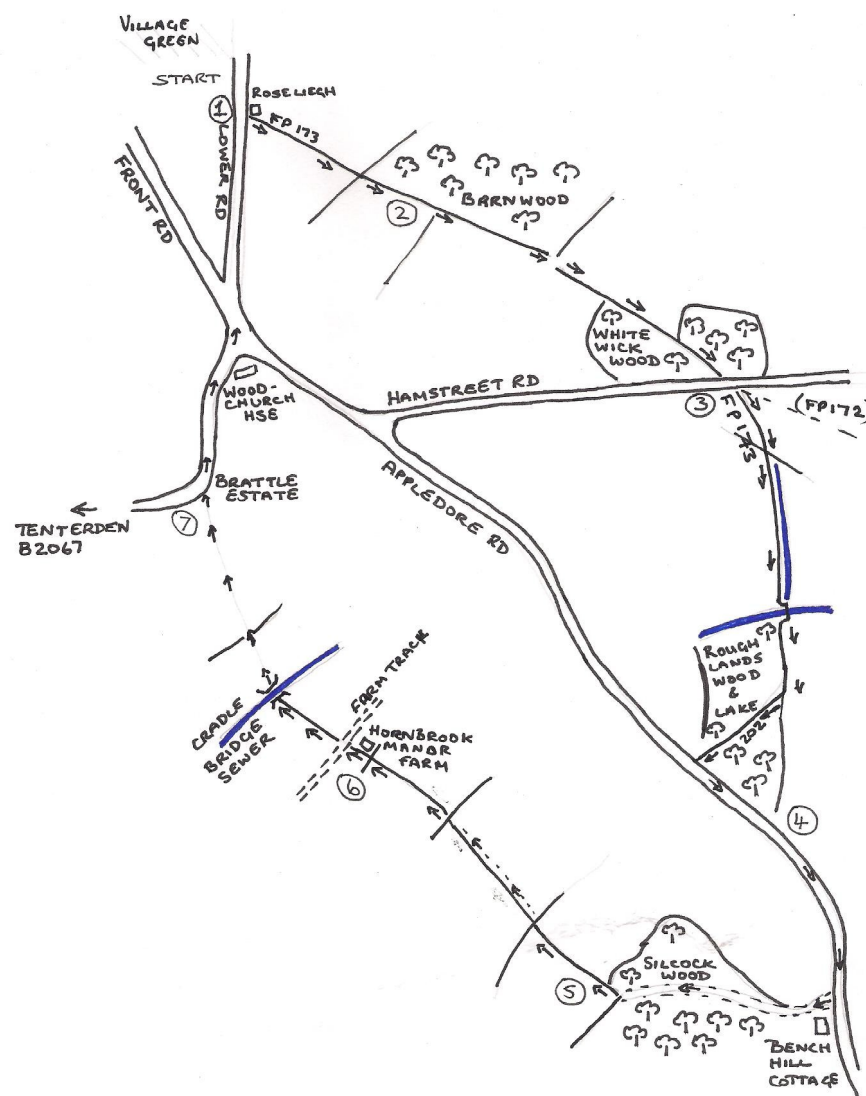 VILLAGE
GREEN
START
1
ROSELIEGH
FP 173
LOWER RD
FRONT RD
2
BARNWOOD
WHITE
WICK
WOOD
WOOD-
CHURCH
HSE
HAMSTREET RD
3
(FP172)
FP173
APPLEDORE RD
BRATTLE
ESTATE
7
TENTERDEN
B2067
ROUGH
LANDS
WOOD
&
LAKE
202
FARM TRACK
CRADLE
BRIDGE
SEWER
HORNBROOK
MANOR
FARM
6
4
SILCOCK
WOOD
5
BENCH
HILL
COTTAGE